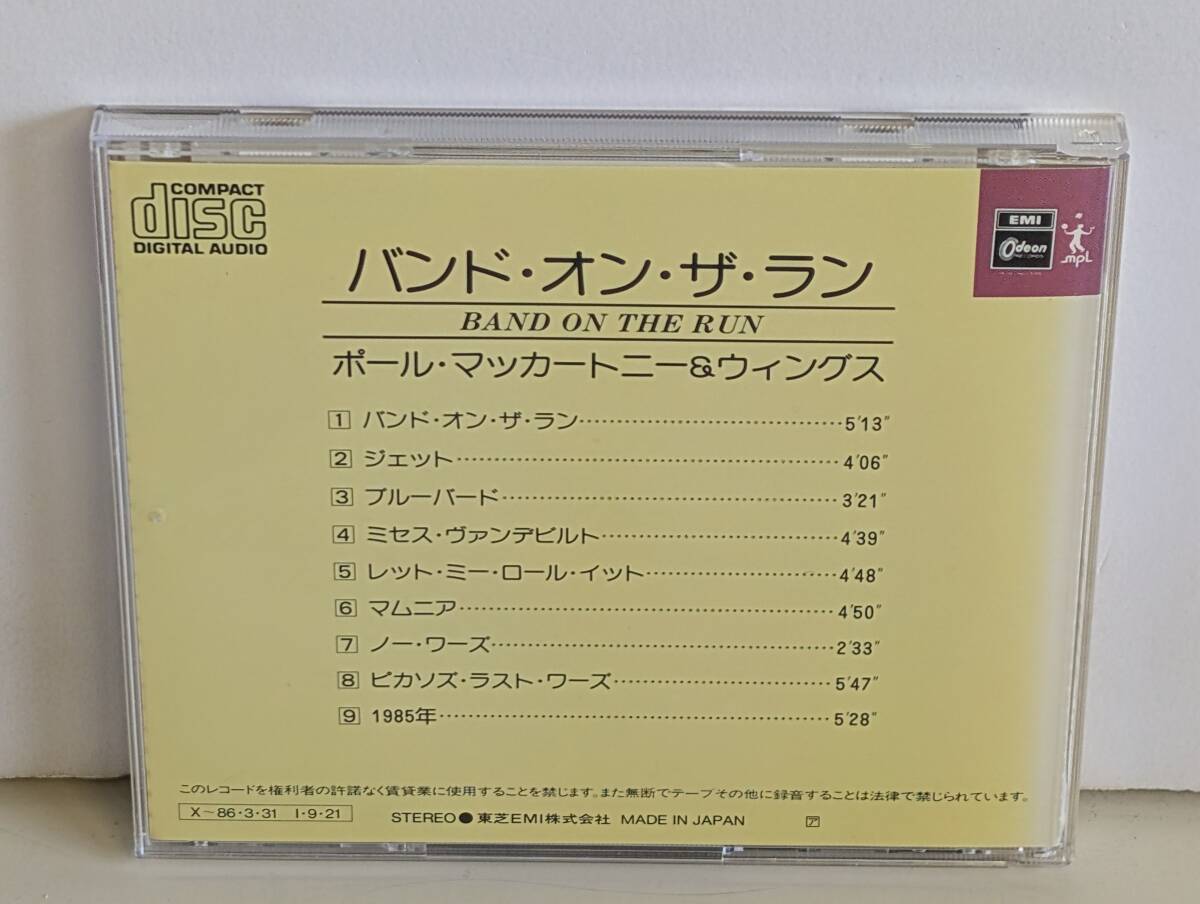 COMPACT
disc
DIGITAL AUDIO
EMI
Odeon
mpL
バンド・オン・ザ・ラン
BAND ON THE RUN
ポール・マッカートニー&ウィングス
1 バンド・オン・ザ・ラン 5'13"
2 ジェット 4'06"
3 ブルーバード 3'21"
4 ミセス・ヴァンデビルト 4'39"
5 レット・ミー・ロール・イット 4'48"
6 マムニア 4'50"
7 ノー・ワーズ 2'33"
8 ピカソズ・ラスト・ワーズ 5'47"
9 1985年 5'28"
このレコードを権利者の許諾なく賃貸業に使用することを禁じます。また無断でテープその他に録音することは法律で禁じられています。
X〜86・3・31 I・9・21
STEREO●東芝EMI株式会社 MADE IN JAPAN ア